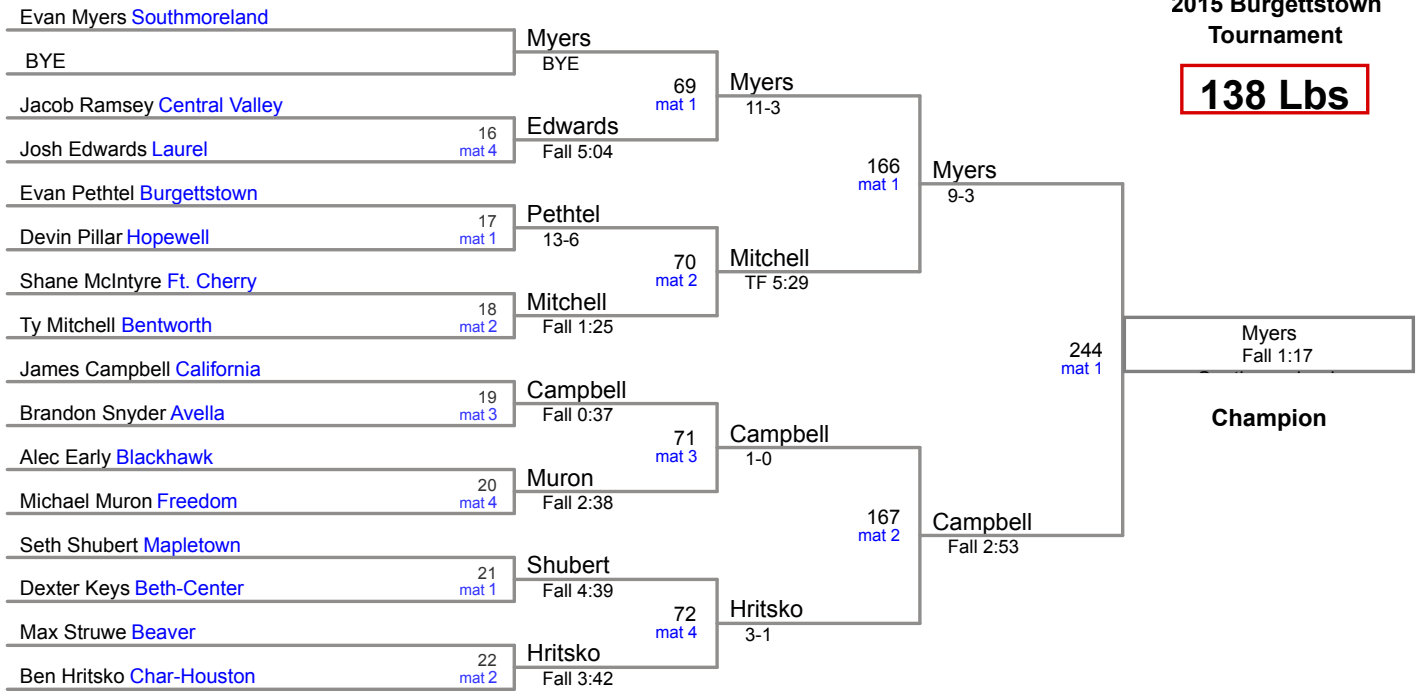 2015 Burgettstown
Tournament
138 Lbs
Evan Myers Southmoreland
BYE
Jacob Ramsey Central Valley
16
mat 4
Josh Edwards Laurel
Evan Pethtel Burgettstown
17
mat 1
Devin Pillar Hopewell
Shane McIntyre Ft. Cherry
18
mat 2
Ty Mitchell Bentworth
James Campbell California
19
mat 3
Brandon Snyder Avella
Alec Early Blackhawk
20
mat 4
Michael Muron Freedom
Seth Shubert Mapletown
21
mat 1
Dexter Keys Beth-Center
Max Struwe Beaver
22
mat 2
Ben Hritsko Char-Houston
Myers
BYE
69
mat 1
Edwards
Fall 5:04
Pethtel
13-6
70
mat 2
Mitchell
Fall 1:25
Campbell
Fall 0:37
71
mat 3
Muron
Fall 2:38
Shubert
Fall 4:39
72
mat 4
Hritsko
Fall 3:42
Myers
11-3
166
mat 1
Mitchell
TF 5:29
Campbell
1-0
167
mat 2
Hritsko
3-1
Myers
9-3
244
mat 1
Campbell
Fall 2:53
Myers
Fall 1:17
Champion